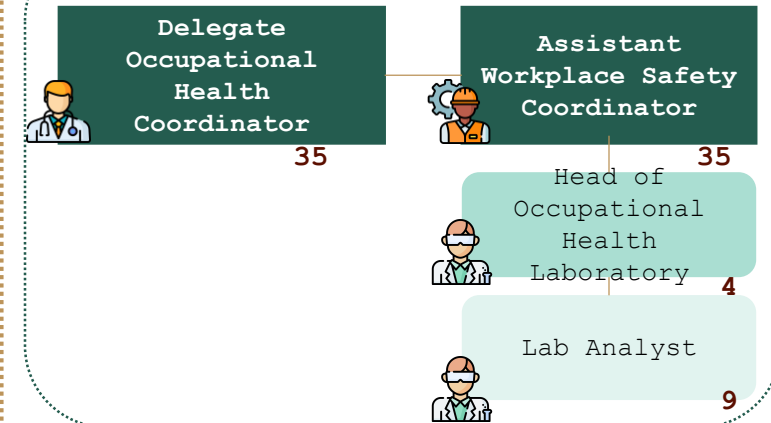 Delegate
Occupational
Health
Coordinator
35
Assistant
Workplace Safety
Coordinator
35
Head of
Occupational
Health
Laboratory
4
Lab Analyst
9